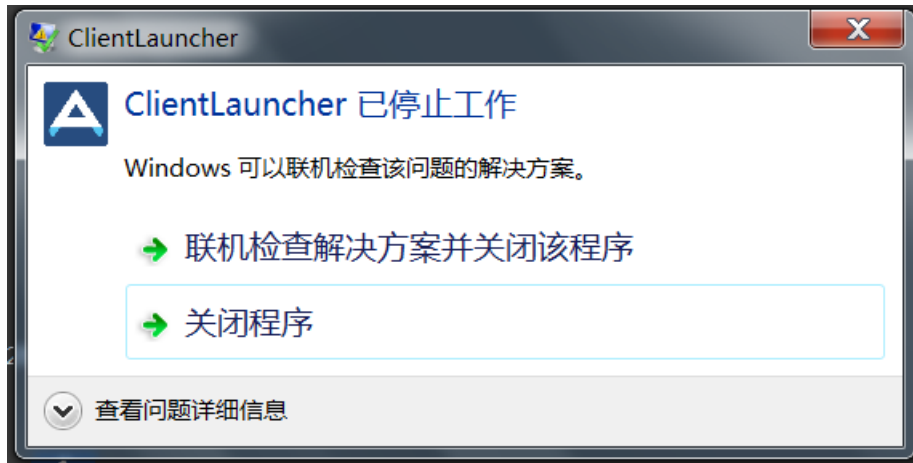 ClientLauncher
ClientLauncher 已停止工作
Windows 可以联机检查该问题的解决方案。
联机检查解决方案并关闭该程序
关闭程序
查看问题详细信息